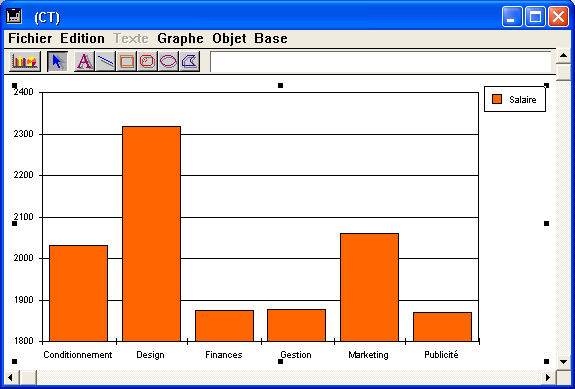 (CT)
Fichier Edition Texte Graphe Objet Base
A
Salaire
2400
2300
2200
2100
2000
1900
1800
Conditionnement Design Finances Gestion Marketing Publicité